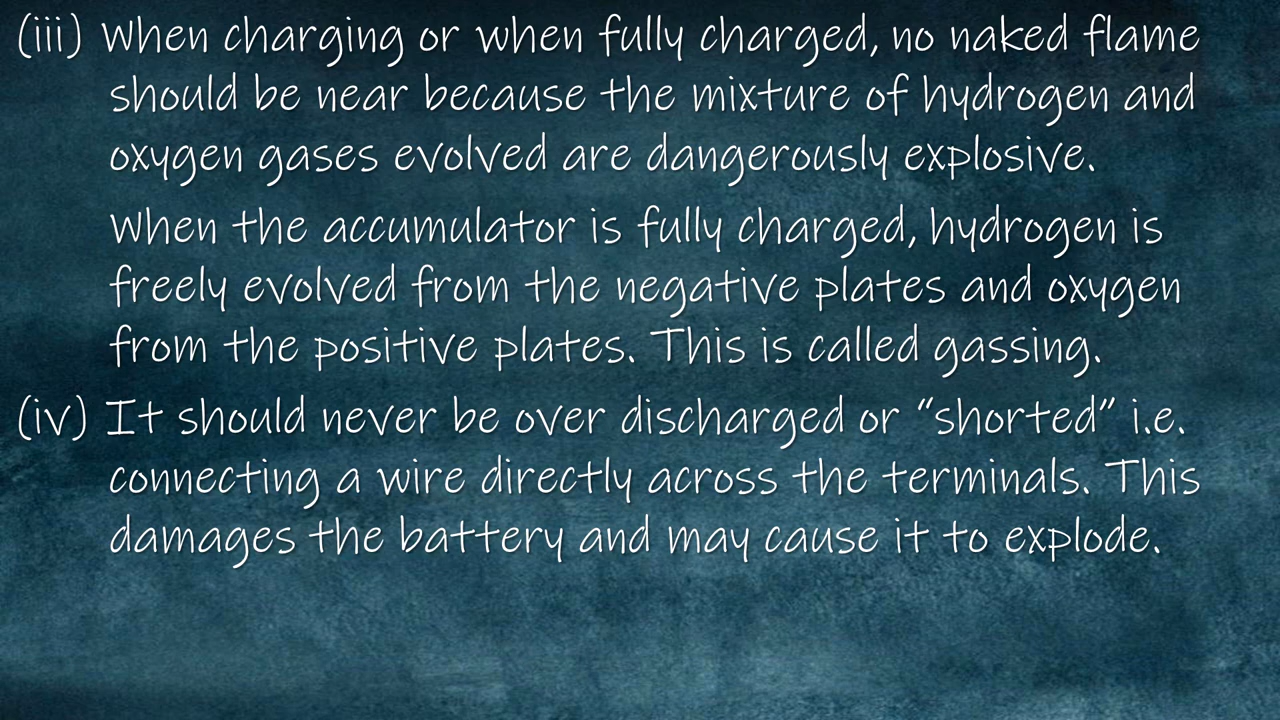 (iii) When charging or when fully charged, no naked flame
should be near because the mixture of hydrogen and
oxygen gases evolved are dangerously explosive.
When the accumulator is fully charged, hydrogen is
freely evolved from the negative plates and oxygen
from the positive plates. This is called gassing.
(iv) It should never be over discharged or “shorted” i.e.
connecting a wire directly across the terminals. This
damages the battery and may cause it to explode.